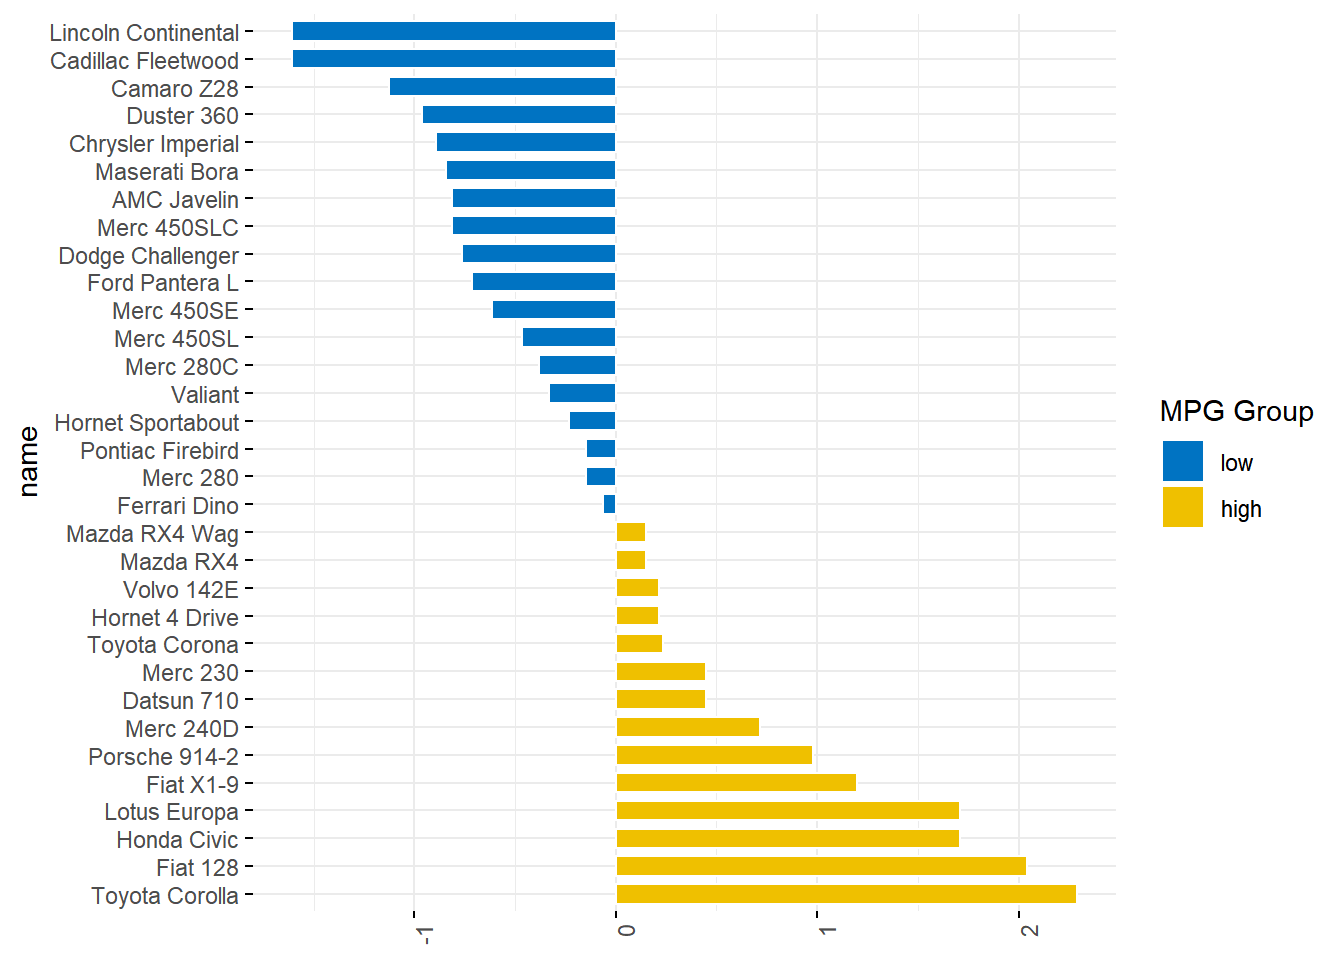 Lincoln Continental
Cadillac Fleetwood
Camaro Z28
Duster 360
Chrysler Imperial
Maserati Bora
AMC Javelin
Merc 450SLC
Dodge Challenger
Ford Pantera L
Merc 450SE
Merc 450SL
Merc 280C
Valiant
Hornet Sportabout
Pontiac Firebird
Merc 280
Ferrari Dino
Mazda RX4 Wag
Mazda RX4
Volvo 142E
Hornet 4 Drive
Toyota Corona
Merc 230
Datsun 710
Merc 240D
Porsche 914-2
Fiat X1-9
Lotus Europa
Honda Civic
Fiat 128
Toyota Corolla
name
-1
0
1
2
MPG Group
low
high